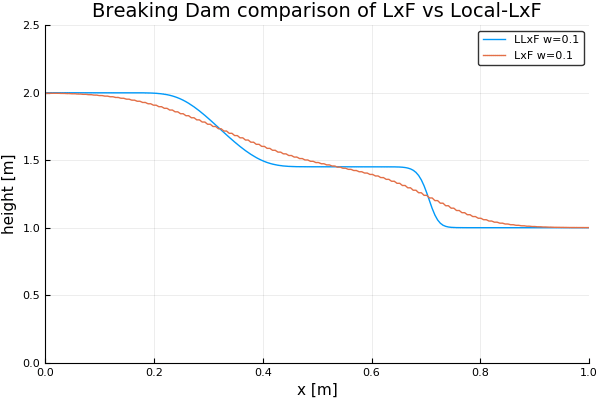 Breaking Dam comparison of LxF vs Local-LxF
LLxF w=0.1
LxF w=0.1
height [m]
2.5
2.0
1.5
1.0
0.5
0.0
0.0 0.2 0.4 0.6 0.8 1.0
x [m]